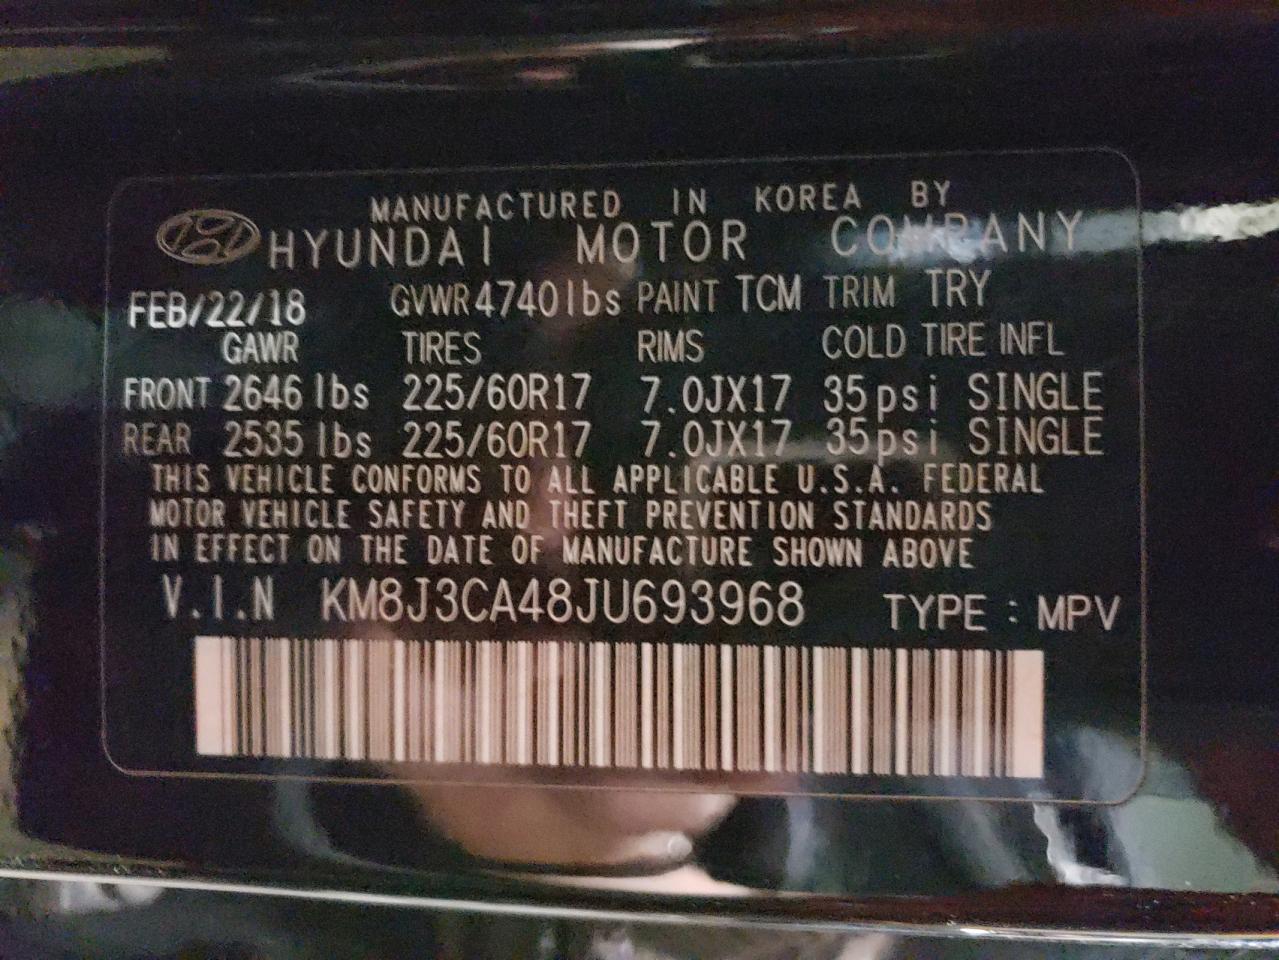 MANUFACTURED IN KOREA BY
HYUNDAI MOTOR COMPANY
FEB/22/18 GVWR 4740lbs PAINT TCM TRIM TRY
GAWR TIRES RIMS COLD TIRE INFL
FRONT 2646 lbs 225/60R17 7.0JX17 35psi SINGLE
REAR 2535 lbs 225/60R17 7.0JX17 35psi SINGLE
THIS VEHICLE CONFORMS TO ALL APPLICABLE U.S.A. FEDERAL
MOTOR VEHICLE SAFETY AND THEFT PREVENTION STANDARDS
IN EFFECT ON THE DATE OF MANUFACTURE SHOWN ABOVE
V.I.N KM8J3CA48JU693968 TYPE : MPV